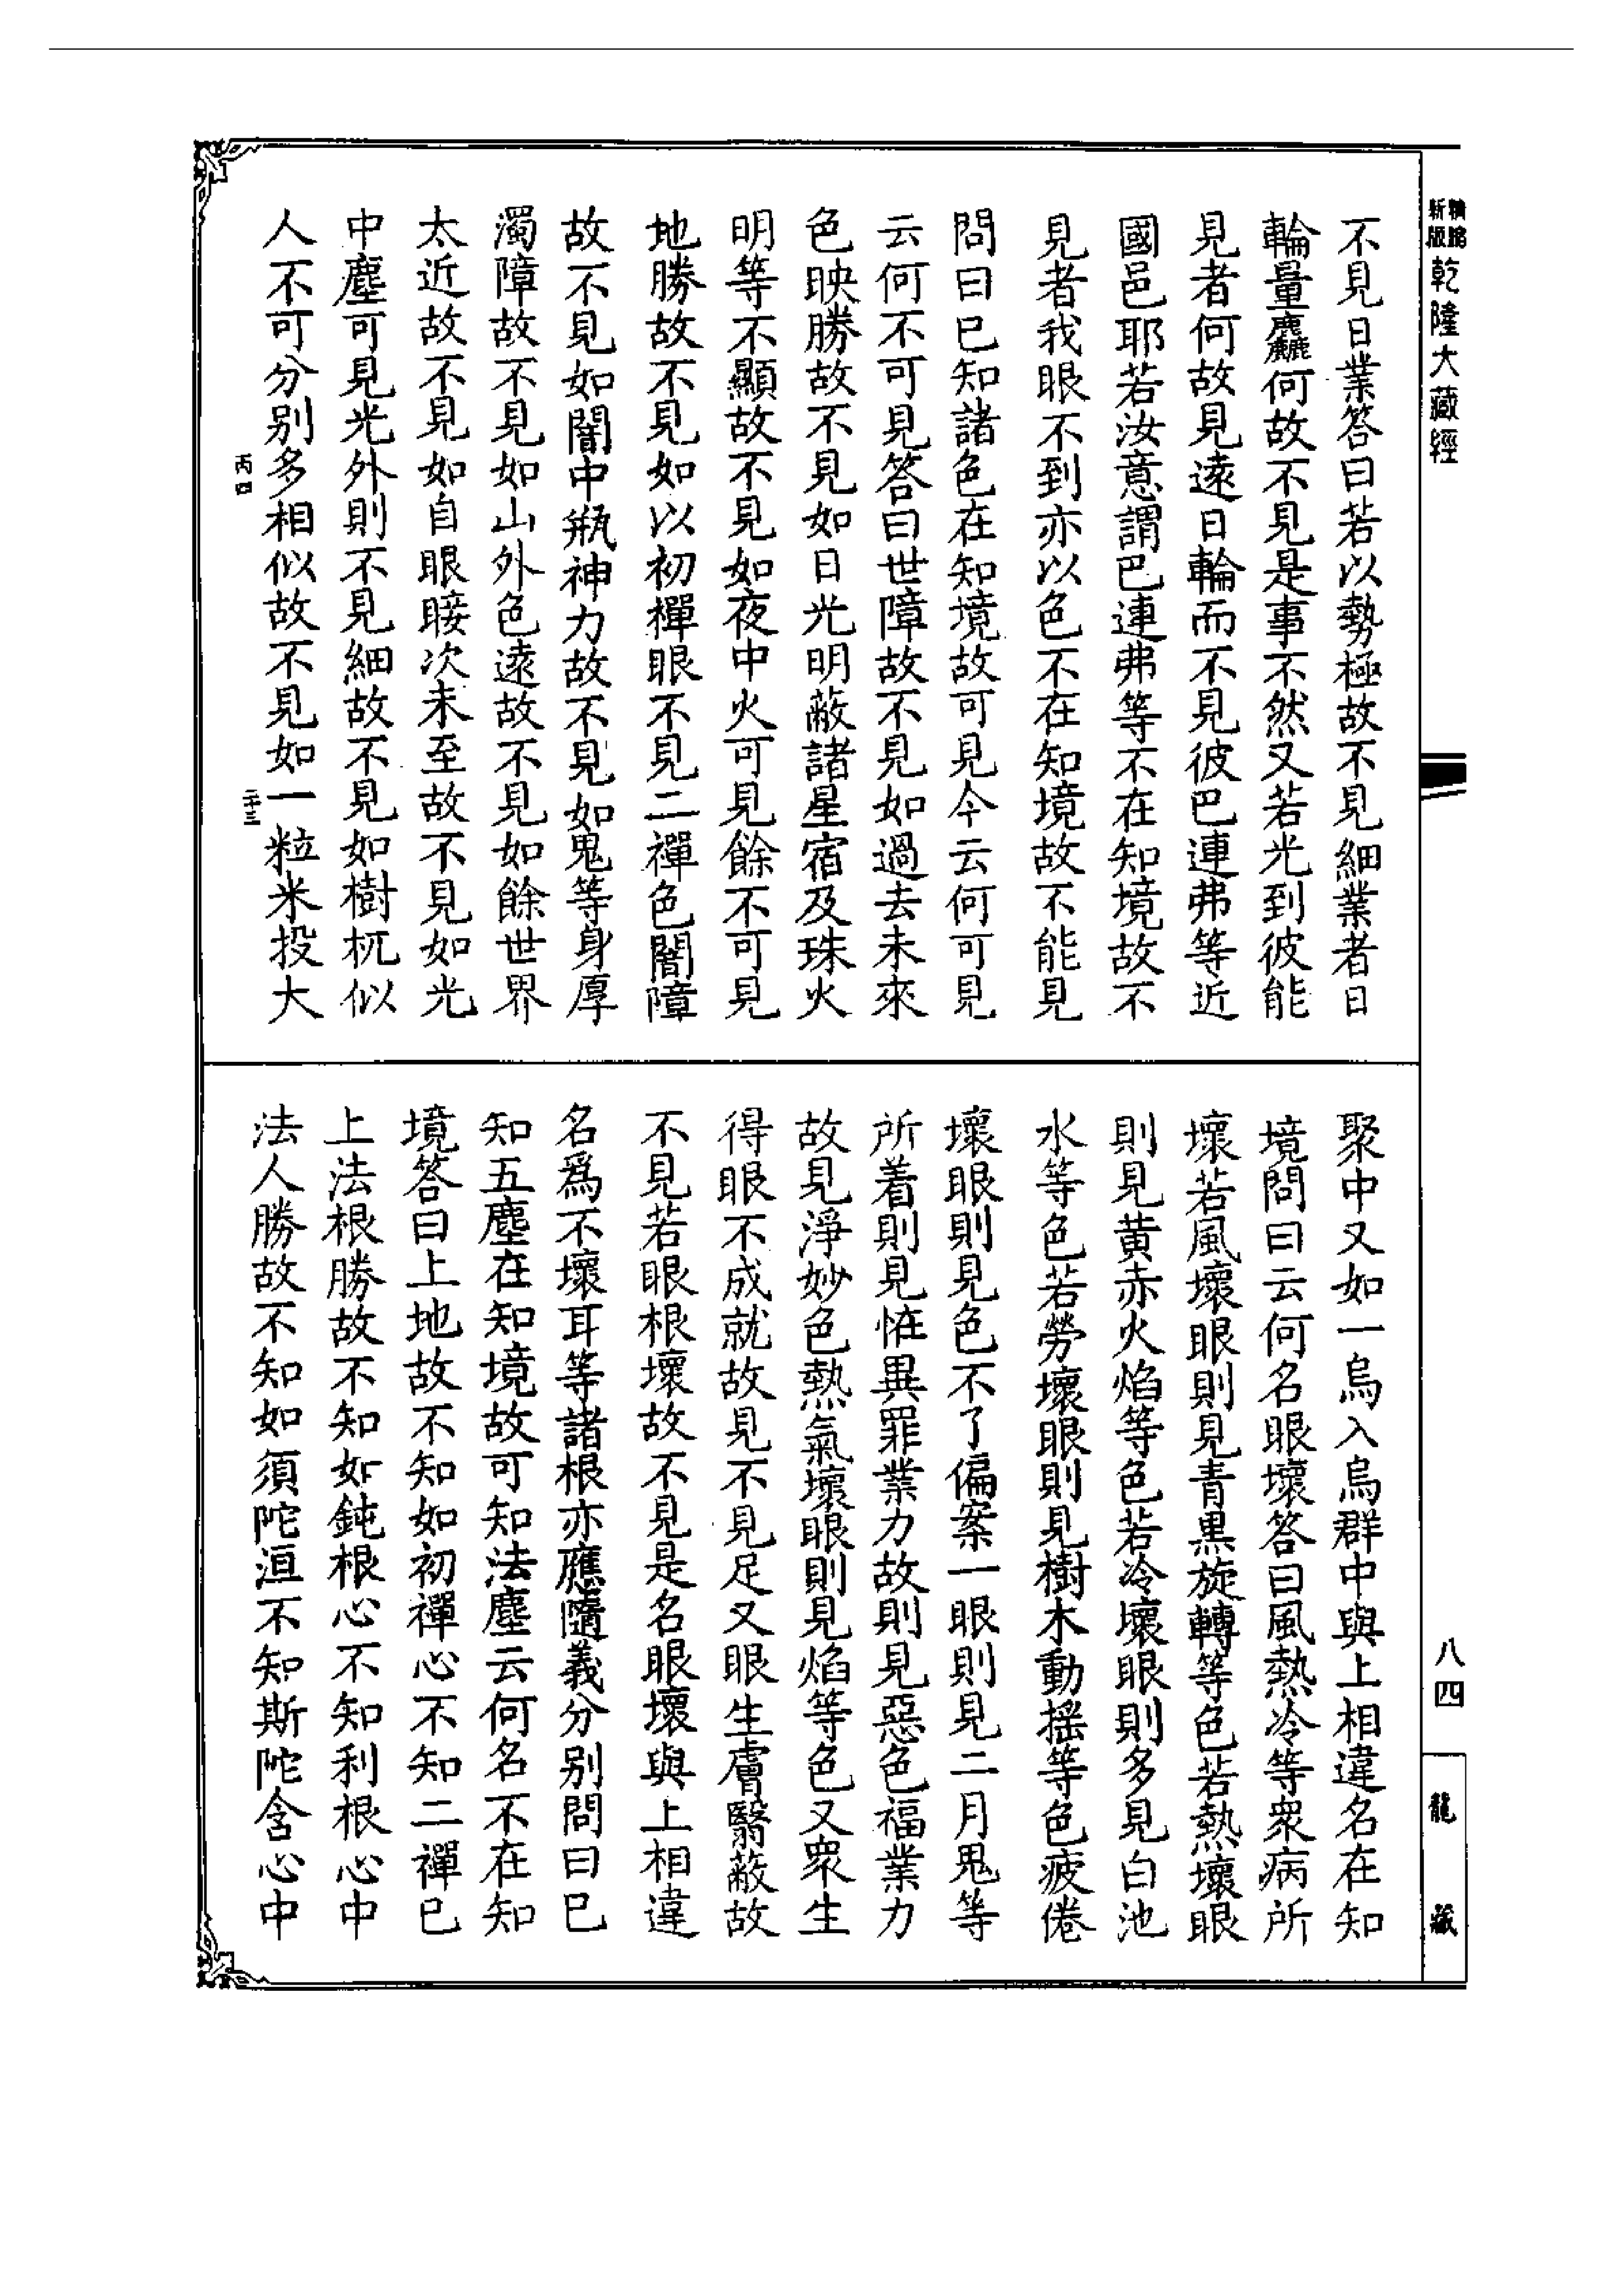 精縮新版乾隆大藏經
不見日業答曰若以勢極故不見細業者日
輪量麤何故不見是事不然又若光到彼能
見者何故見遠日輪而不見彼巴連弗等近
國邑耶若汝意謂巴連弗等不在知境故不
見者我眼不到亦以色不在知境故不能見
問曰已知諸色在知境故可見今云何可見
云何不可見答曰世障故不見如過去未來
色映勝故不見如日光明蔽諸星宿及珠火
明等不顯故不見如夜中火可見餘不可見
地勝故不見如以初禪眼不見二禪色闇障
故不見如闇中瓶神力故不見如鬼等身厚
濁障故不見如山外色遠故不見如餘世界
太近故不見如自眼睫次未至故不見如光
中塵可見光外則不見細故不見如樹杌似
人不可分別多相似故不見如一粒米投大
丙四
二十三
聚中又如一烏入烏群中與上相違名在知
境問曰云何名眼壞答曰風熱冷等衆病所
壞若風壞眼則見青黑旋轉等色若熱壞眼
則見黃赤火焰等色若冷壞眼則多見白池
水等色若勞壞眼則見樹木動搖等色疲倦
壞眼則見色不了偏案一眼則見二月鬼等
所着則見恠異罪業力故則見惡色福業力
故見淨妙色熱氣壞眼則見焰等色又衆生
得眼不成就故見不見足又眼生膚翳蔽故
不見若眼根壞故不見是名眼壞與上相違
名爲不壞耳等諸根亦應隨義分別問曰已
知五塵在知境故可知法塵云何名不在知
境答曰上地故不知如初禪心不知二禪已
上法根勝故不知如鈍根心不知利根心中
法人勝故不知如須陀洹不知斯陀含心中
八四
龍藏